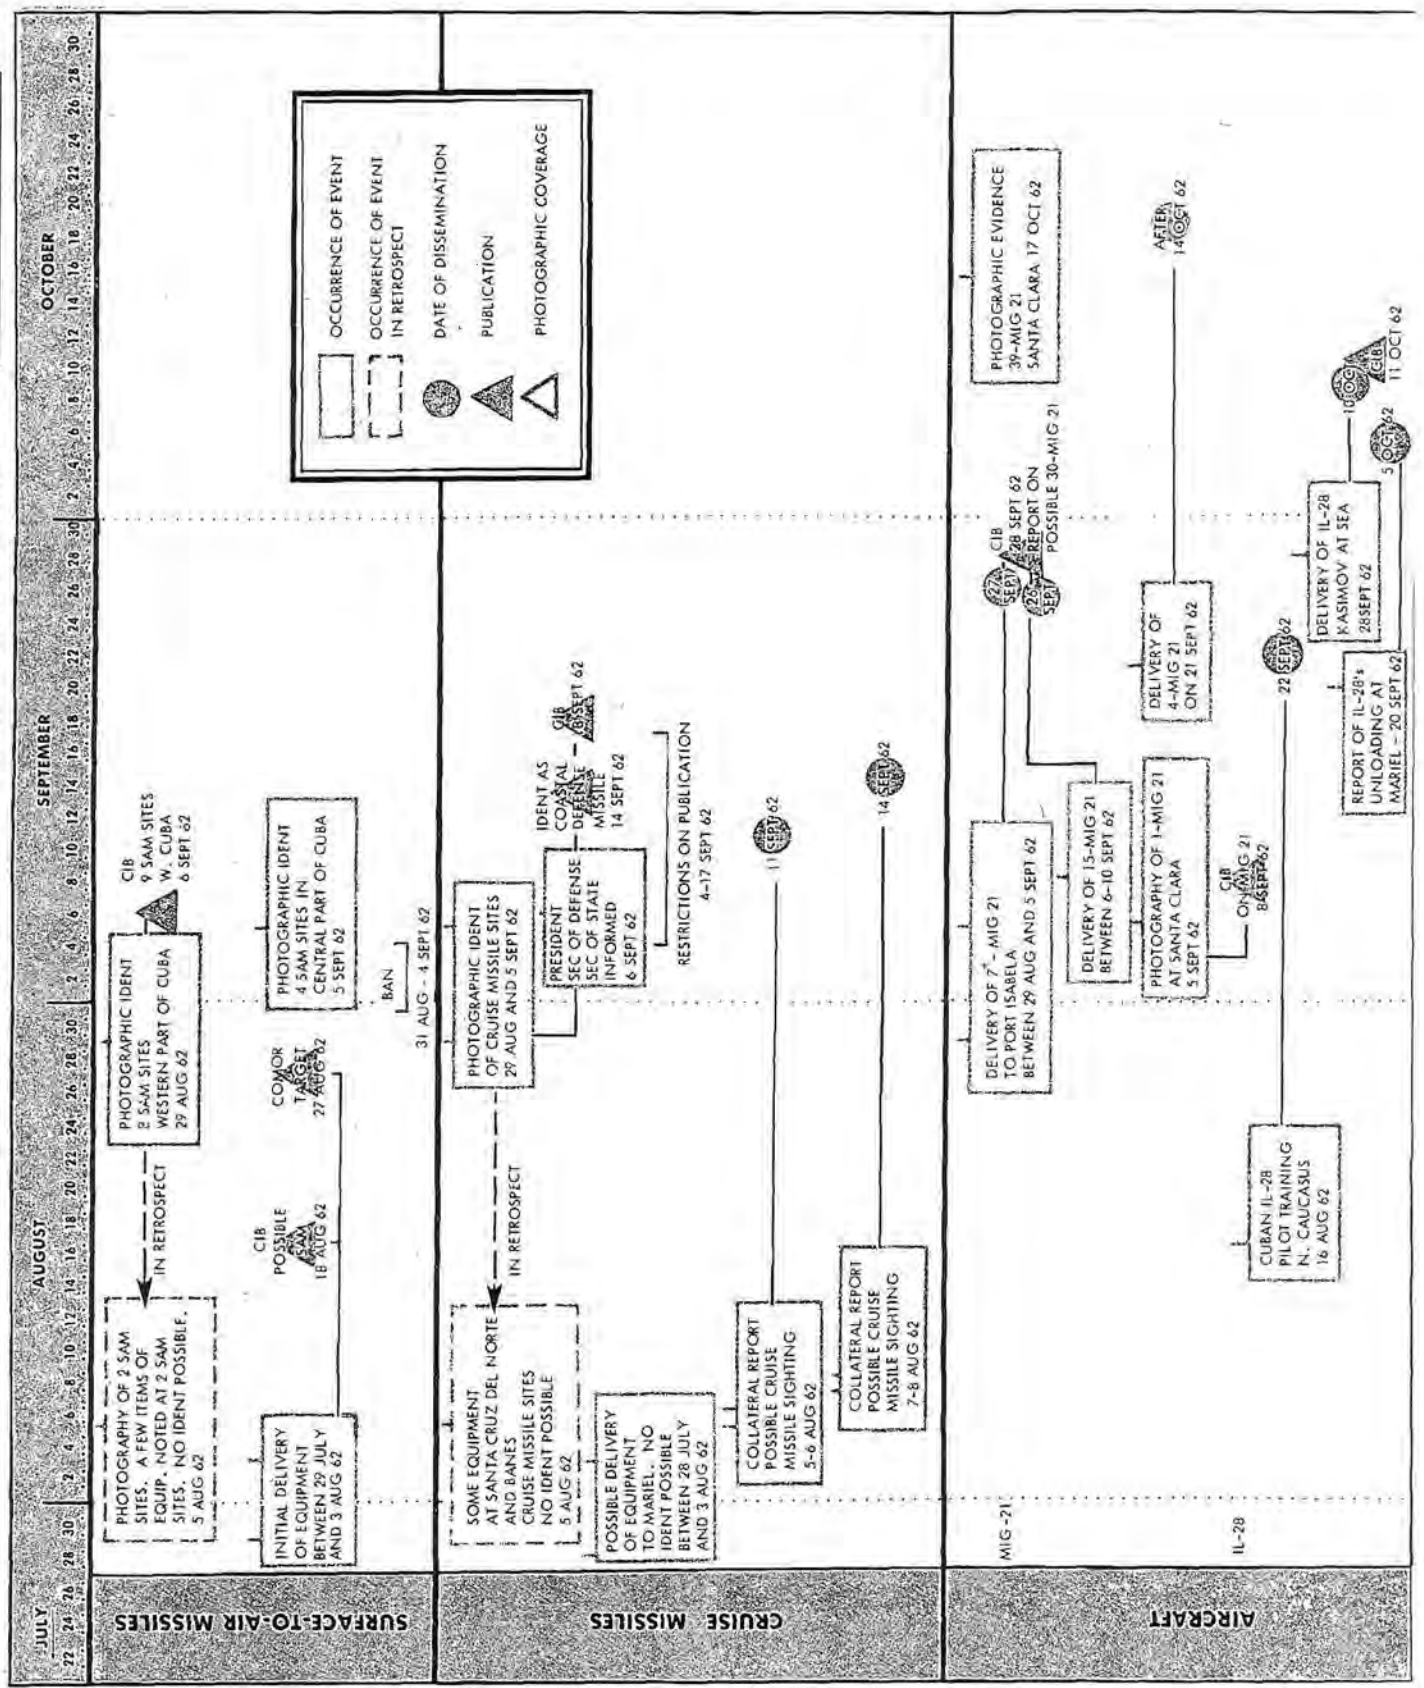 JULY
AUGUST
SEPTEMBER
OCTOBER
22 24 26 28 30 2 4 6 8 10 12 14 16 18 20 22 24 26 28 30 2 4 6 8 10 12 14 16 18 20 22 24 26 28 30 2 4 6 8 10 12 14 16 18 20 22 24 26 28 30
SURFACE-TO-AIR MISSILES
PHOTOGRAPHY OF 2 SAM
SITES. A FEW ITEMS OF
EQUIP. NOTED AT 2 SAM
SITES. NO IDENT POSSIBLE.
5 AUG 62
IN RETROSPECT
PHOTOGRAPHIC IDENT
8 SAM SITES
WESTERN PART OF CUBA
29 AUG 62
CIB
9 SAM SITES
W. CUBA
6 SEPT 62
INITIAL DELIVERY
OF EQUIPMENT
BETWEEN 29 JULY
AND 3 AUG 62
CIB
POSSIBLE
SAM
18 AUG 62
COMOR
TARGET
27 AUG 62
PHOTOGRAPHIC IDENT
4 SAM SITES IN
CENTRAL PART OF CUBA
5 SEPT 62
BAN
31 AUG - 4 SEPT 62
OCCURRENCE OF EVENT
OCCURRENCE OF EVENT
IN RETROSPECT
DATE OF DISSEMINATION
PUBLICATION
PHOTOGRAPHIC COVERAGE
CRUISE MISSILES
SOME EQUIPMENT
AT SANTA CRUZ DEL NORTE
AND BANES
CRUISE MISSILE SITES
NO IDENT POSSIBLE
5 AUG 62
IN RETROSPECT
PHOTOGRAPHIC IDENT
OF CRUISE MISSILE SITES
29 AUG AND 5 SEPT 62
PRESIDENT
SEC OF DEFENSE
SEC OF STATE
INFORMED
6 SEPT 62
IDENT AS
COASTAL
DEFENSE
MISSILE
14 SEPT 62
CIB
SEPT 62
RESTRICTIONS ON PUBLICATION
4-17 SEPT 62
POSSIBLE DELIVERY
OF EQUIPMENT
TO MARIEL. NO
IDENT POSSIBLE
BETWEEN 28 JULY
AND 3 AUG 62
COLLATERAL REPORT
POSSIBLE CRUISE
MISSILE SIGHTING
5-6 AUG 62
11 SEPT 62
COLLATERAL REPORT
POSSIBLE CRUISE
MISSILE SIGHTING
7-8 AUG 62
14 SEPT 62
AIRCRAFT
MIG-21
DELIVERY OF 7 - MIG 21
TO PORT ISABELA
BETWEEN 29 AUG AND 5 SEPT 62
27 SEPT
CIB
28 SEPT 62
REPORT ON
POSSIBLE 30-MIG 21
26 SEPT
PHOTOGRAPHIC EVIDENCE
39-MIG 21
SANTA CLARA 17 OCT 62
DELIVERY OF 15-MIG 21
BETWEEN 6-10 SEPT 62
PHOTOGRAPHY OF 1-MIG 21
AT SANTA CLARA
5 SEPT 62
CIB
ON MIG 21
8 SEPT 62
DELIVERY OF
4-MIG 21
ON 21 SEPT 62
AFTER
14 OCT 62
IL-28
CUBAN IL-28
PILOT TRAINING
N. CAUCASUS
16 AUG 62
22 SEPT 62
DELIVERY OF IL-28
KASIMOV AT SEA
28 SEPT 62
10 OCT
CIB
11 OCT 62
REPORT OF IL-28's
UNLOADING AT
MARIEL - 20 SEPT 62
5 OCT 62